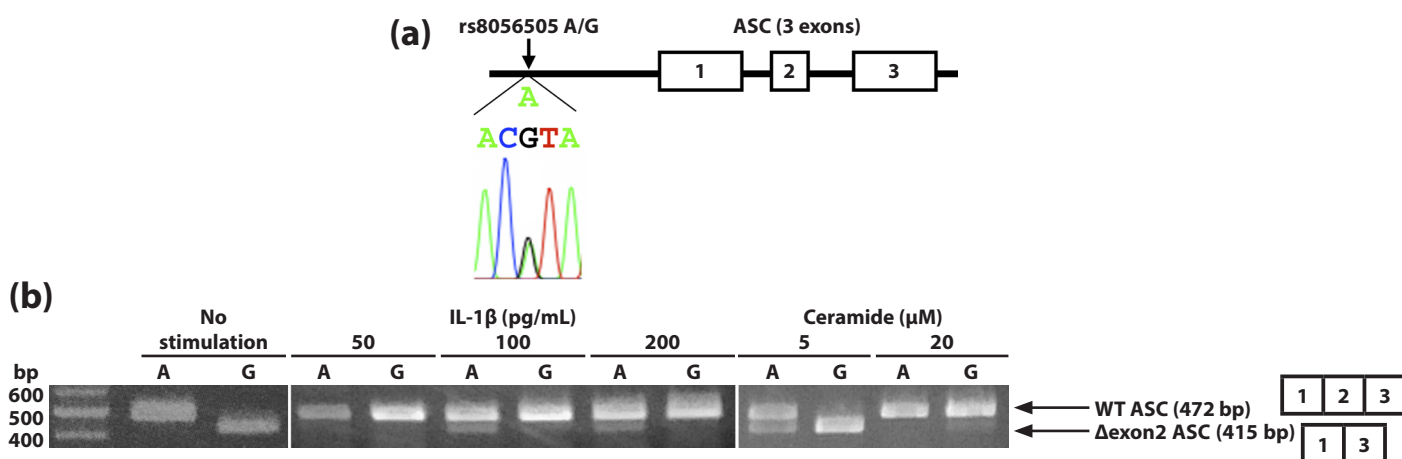 (a)
rs8056505 A/G
ASC (3 exons)
1 2 3
A
ACGTA
(b)
No stimulation
IL-1β (pg/mL)
Ceramide (μM)
50 100 200 5 20
bp A G A G A G A G A G A G
600
500
400
WT ASC (472 bp)
1 2 3
Δexon2 ASC (415 bp)
1 3